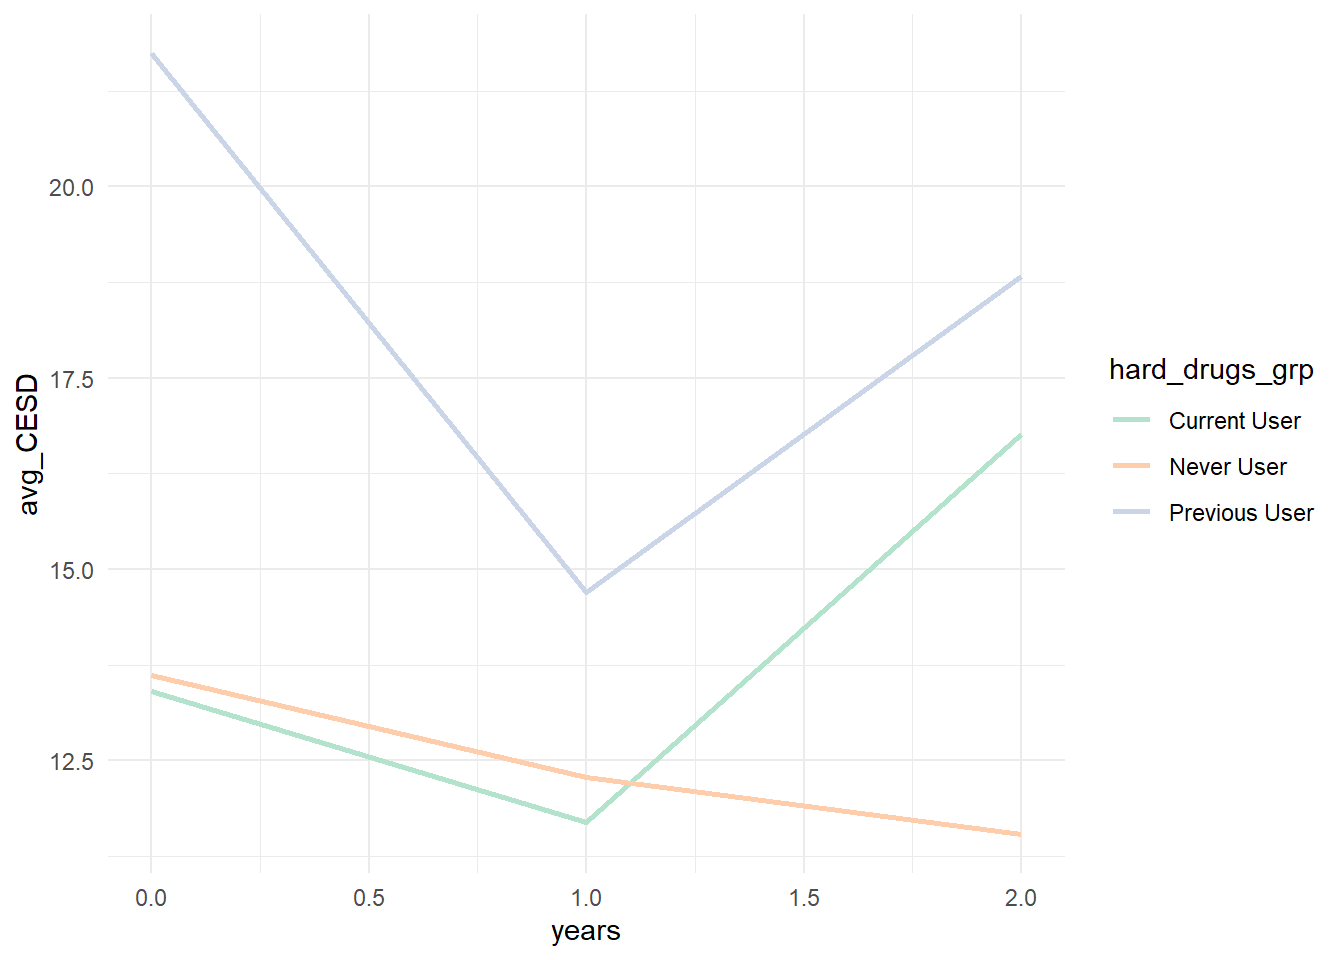 20.0
17.5
15.0
12.5
avg_CESD
0.0 0.5 1.0 1.5 2.0
years
hard_drugs_grp
Current User
Never User
Previous User